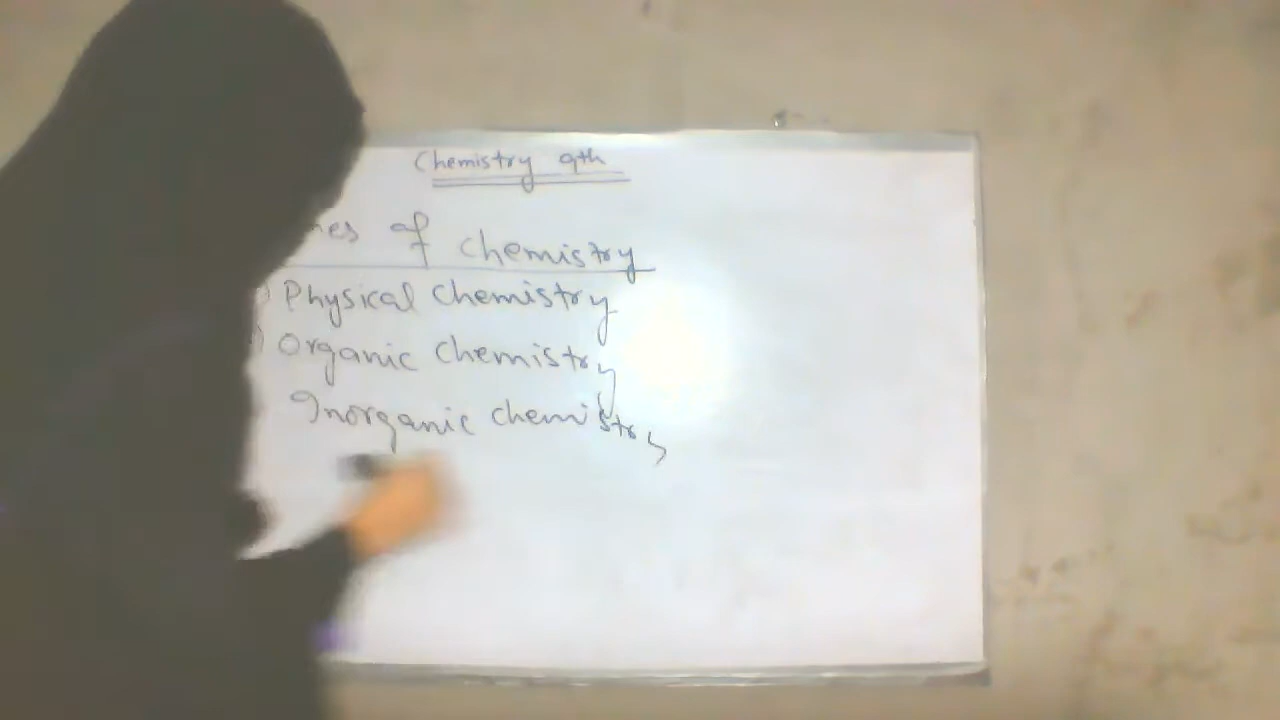 Chemistry 9th
of chemistry
Physical Chemistry
Organic Chemistry
Inorganic chemistry